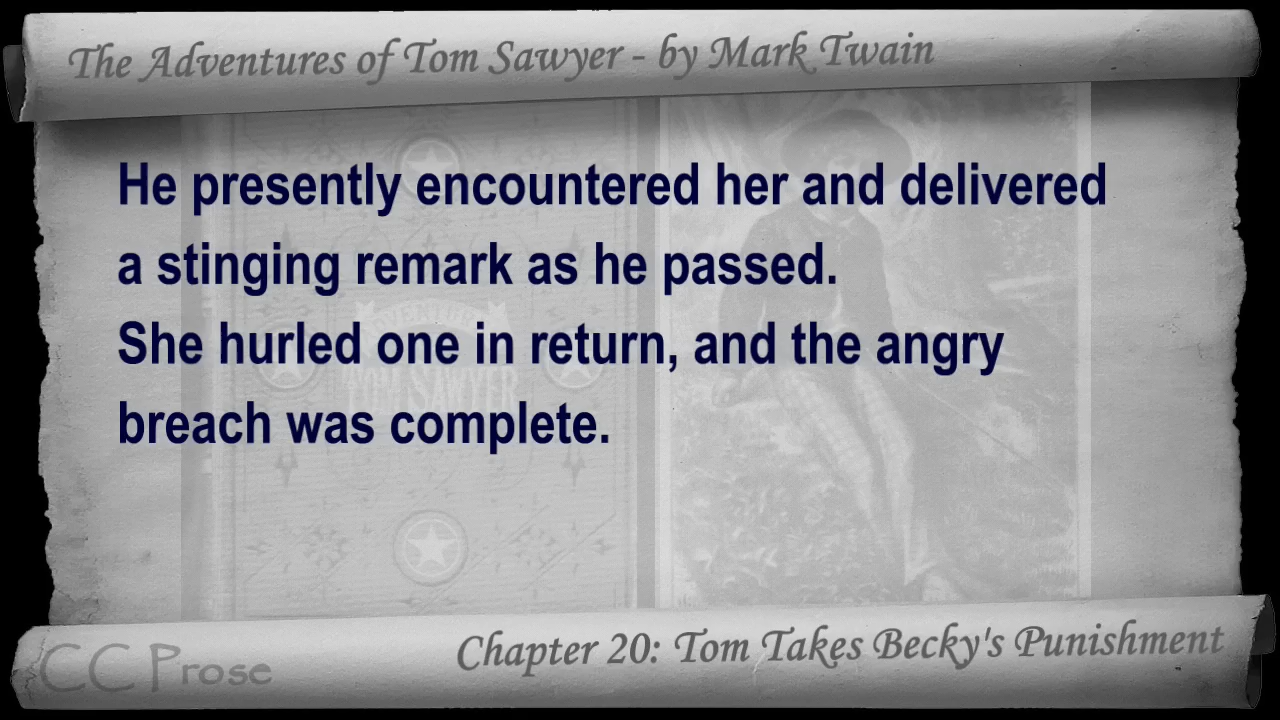 The Adventures of Tom Sawyer - by Mark Twain
He presently encountered her and delivered
a stinging remark as he passed.
She hurled one in return, and the angry
breach was complete.
TOM SAWYER
CC Prose
Chapter 20: Tom Takes Becky's Punishment